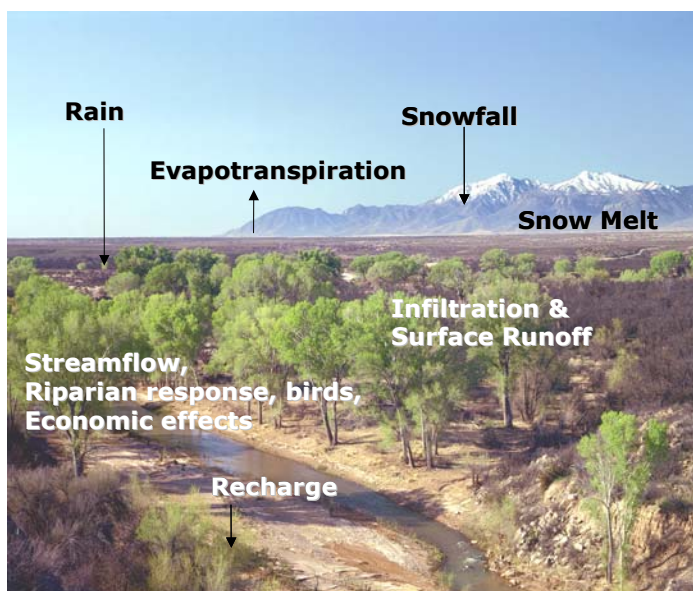 Rain
Snowfall
Evapotranspiration
Snow Melt
Infiltration &
Surface Runoff
Streamflow,
Riparian response, birds,
Economic effects
Recharge